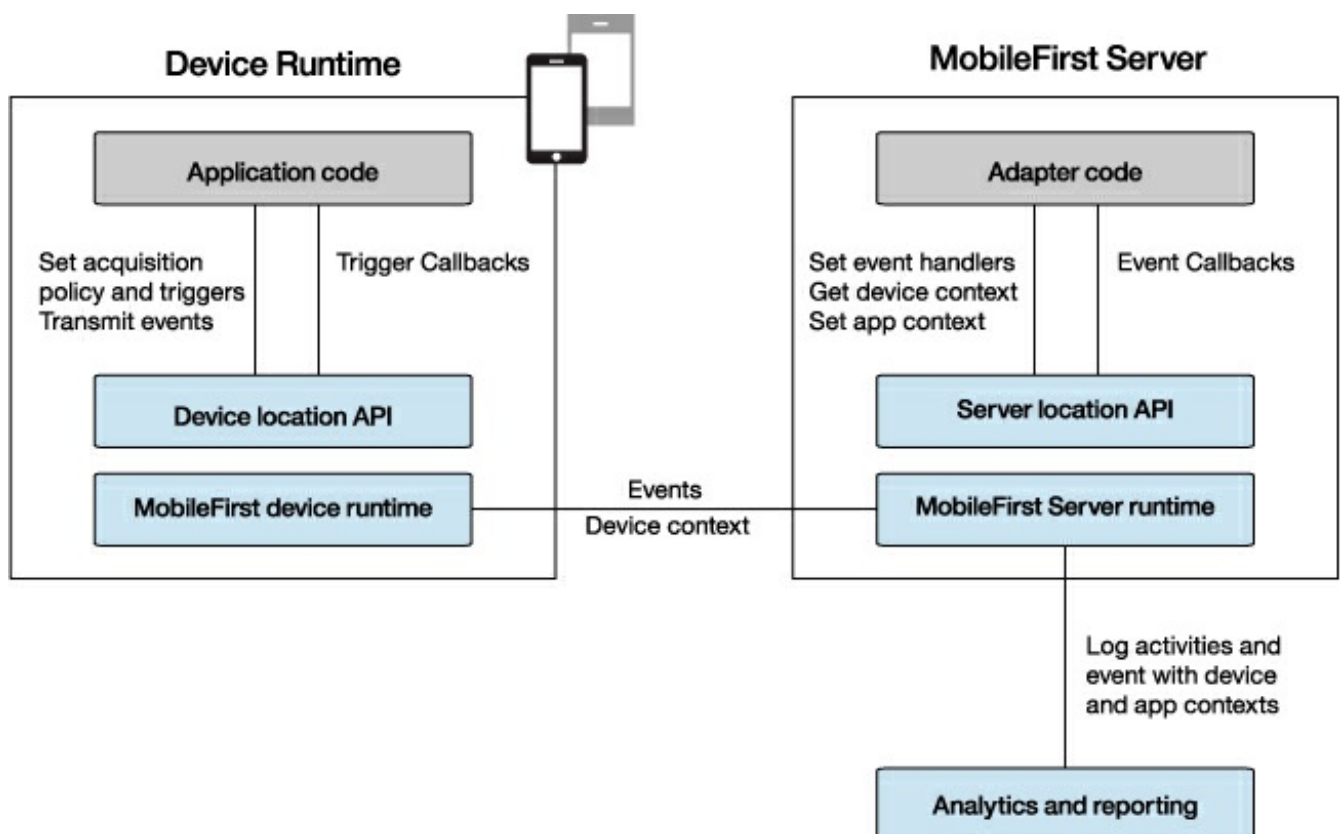 Device Runtime
MobileFirst Server
Application code
Set acquisition
policy and triggers
Transmit events
Trigger Callbacks
Device location API
MobileFirst device runtime
Events
Device context
Adapter code
Set event handlers
Get device context
Set app context
Event Callbacks
Server location API
MobileFirst Server runtime
Log activities and
event with device
and app contexts
Analytics and reporting